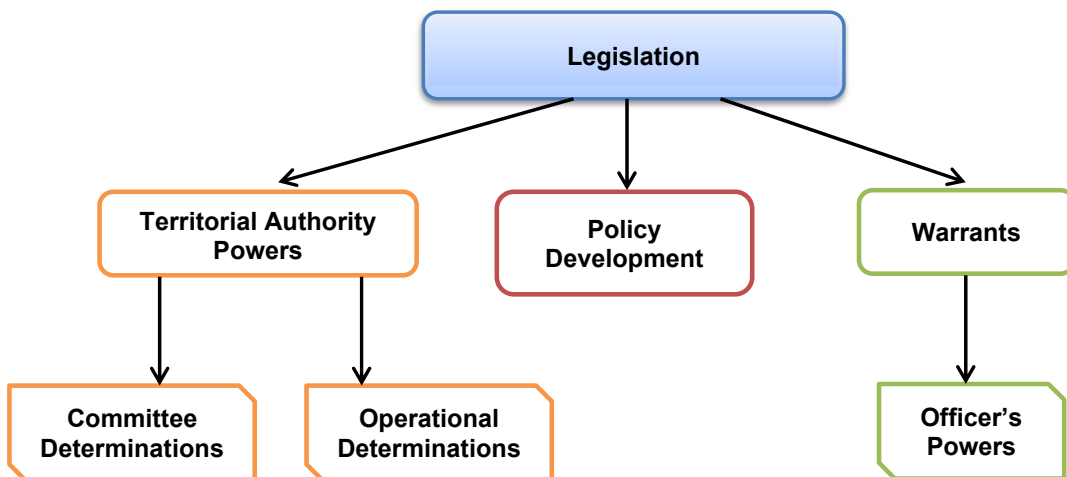 Legislation
Territorial Authority
Powers
Policy
Development
Warrants
Committee
Determinations
Operational
Determinations
Officer’s
Powers